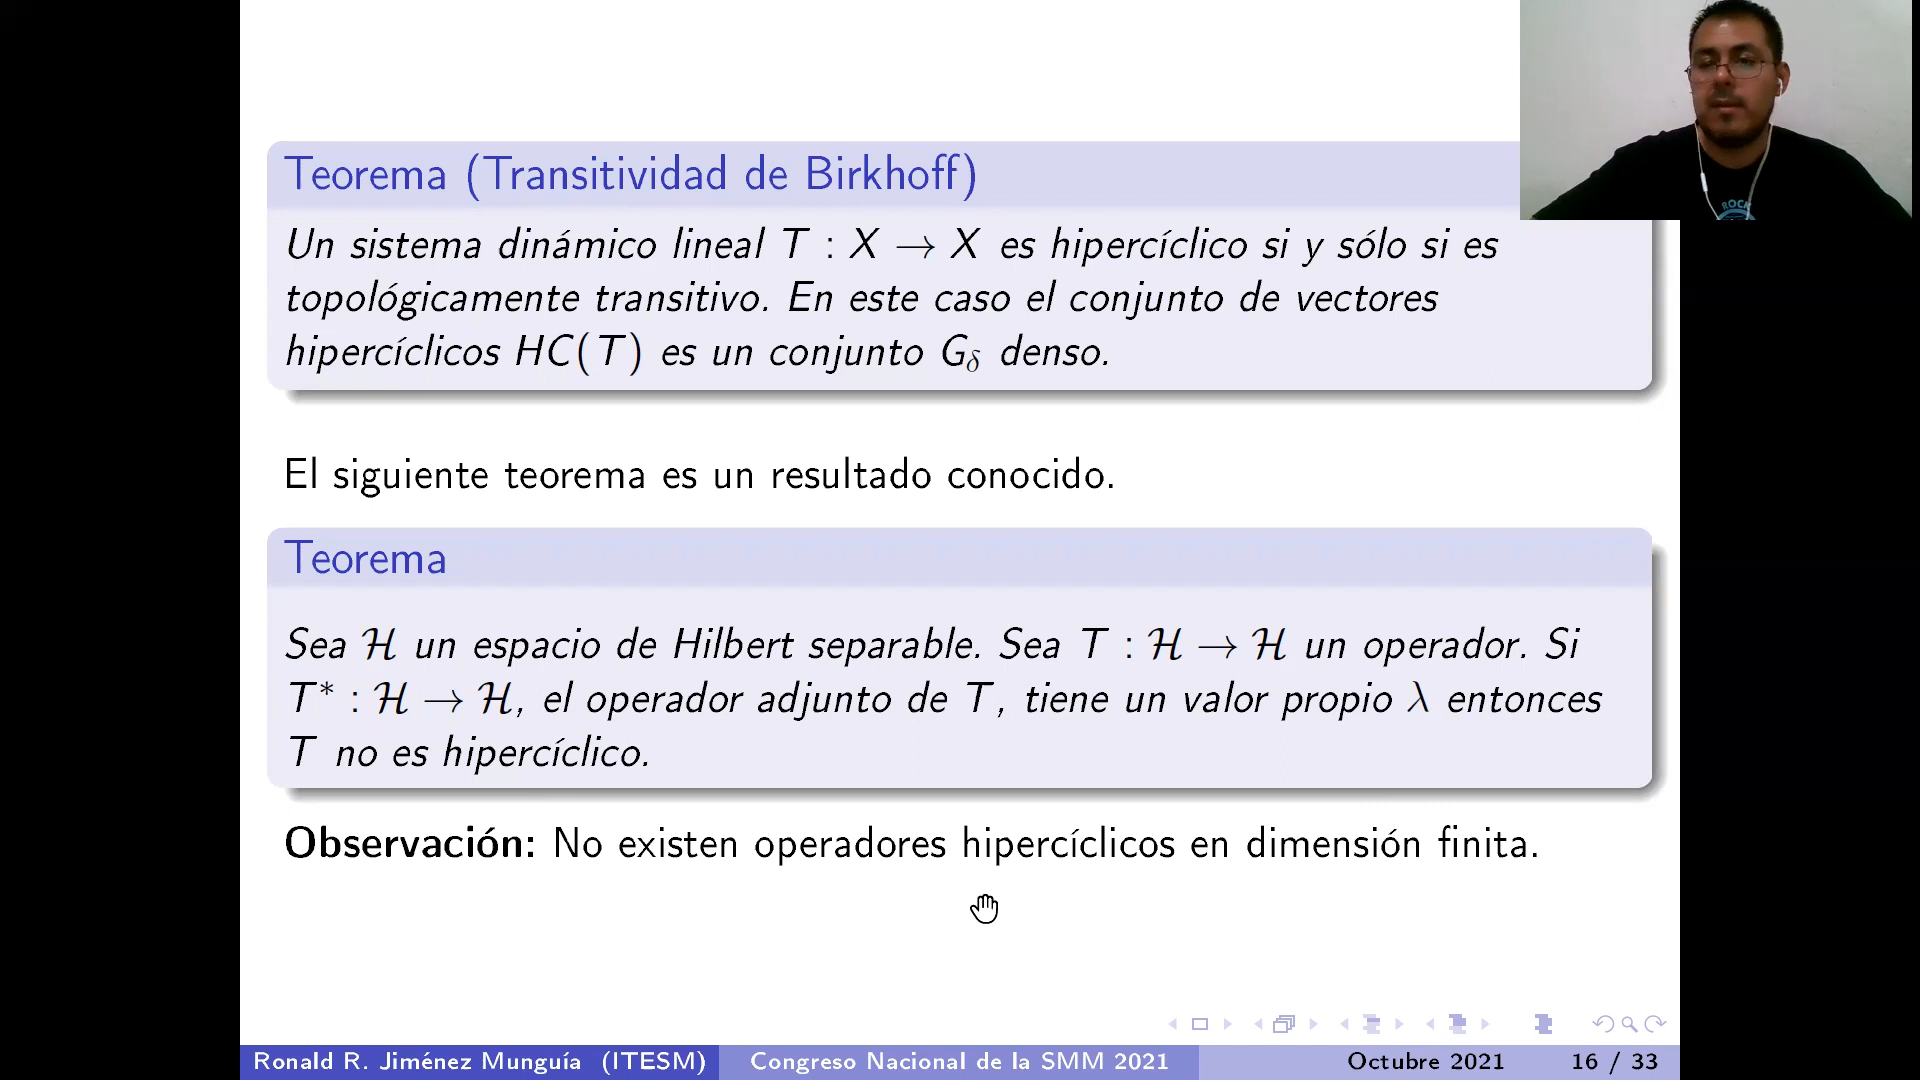 ROCK
Teorema (Transitividad de Birkhoff)
Un sistema dinámico lineal T : X → X es hipercíclico si y sólo si es
topológicamente transitivo. En este caso el conjunto de vectores
hipercíclicos HC(T) es un conjunto G_δ denso.
El siguiente teorema es un resultado conocido.
Teorema
Sea ℋ un espacio de Hilbert separable. Sea T : ℋ → ℋ un operador. Si
T* : ℋ → ℋ, el operador adjunto de T, tiene un valor propio λ entonces
T no es hipercíclico.
Observación: No existen operadores hipercíclicos en dimensión finita.
Ronald R. Jiménez Munguía (ITESM) Congreso Nacional de la SMM 2021 Octubre 2021 16 / 33